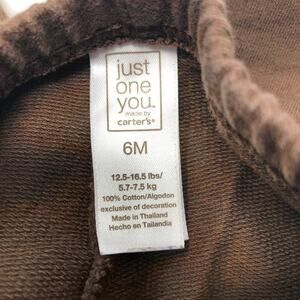 just
one
you.
made by
carter's®
6M
12.5-16.5 lbs/
5.7-7.5 kg
100% Cotton/Algodon
exclusive of decoration
Made in Thailand
Hecho en Tailandia